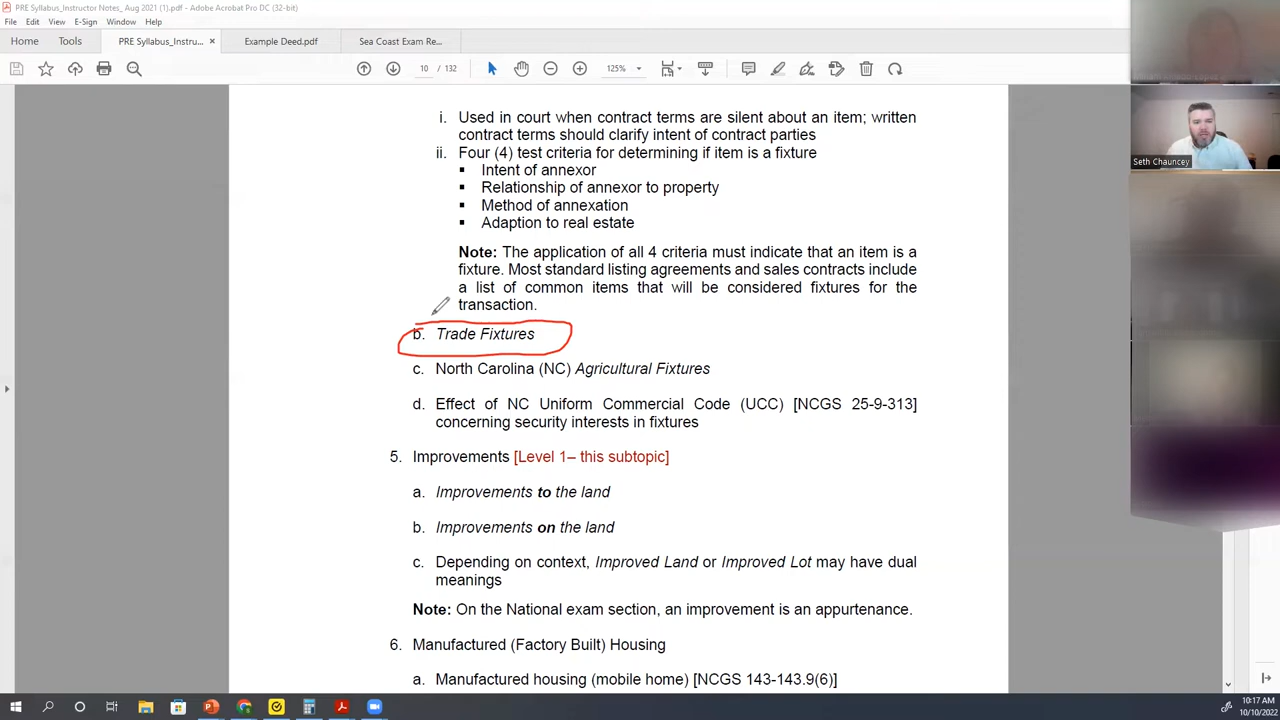 PRE Syllabus_Instructor Notes_ Aug 2021 (1).pdf - Adobe Acrobat Pro DC (32-bit)
File Edit View E-Sign Window Help
Home Tools PRE Syllabus_Instru... × Example Deed.pdf Sea Coast Exam Re...
10 / 132 125%
i. Used in court when contract terms are silent about an item; written
contract terms should clarify intent of contract parties
ii. Four (4) test criteria for determining if item is a fixture
▪ Intent of annexor
▪ Relationship of annexor to property
▪ Method of annexation
▪ Adaption to real estate
Note: The application of all 4 criteria must indicate that an item is a
fixture. Most standard listing agreements and sales contracts include
a list of common items that will be considered fixtures for the
transaction.
b. Trade Fixtures
c. North Carolina (NC) Agricultural Fixtures
d. Effect of NC Uniform Commercial Code (UCC) [NCGS 25-9-313]
concerning security interests in fixtures
5. Improvements [Level 1– this subtopic]
a. Improvements to the land
b. Improvements on the land
c. Depending on context, Improved Land or Improved Lot may have dual
meanings
Note: On the National exam section, an improvement is an appurtenance.
6. Manufactured (Factory Built) Housing
a. Manufactured housing (mobile home) [NCGS 143-143.9(6)]
Seth Chauncey
10:17 AM
10/10/2022